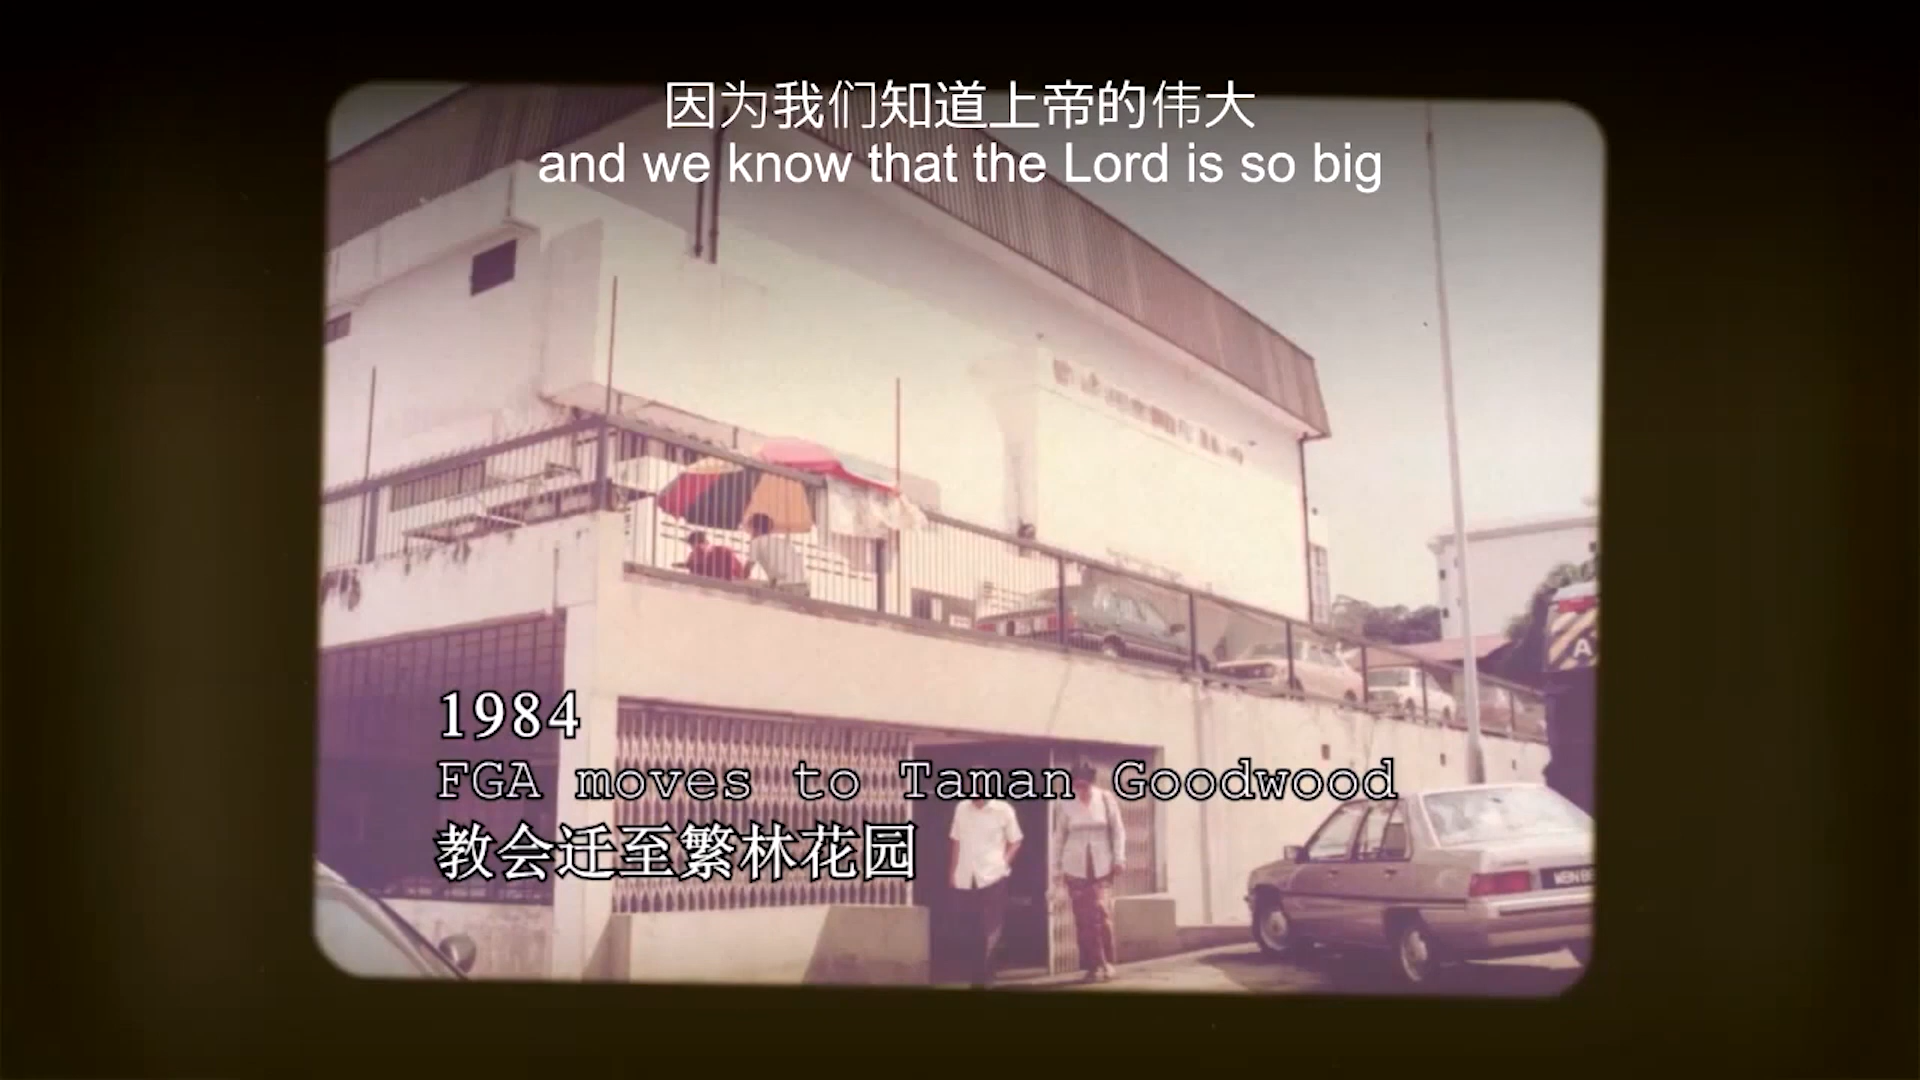 因为我们知道上帝的伟大
and we know that the Lord is so big
1984
FGA moves to Taman Goodwood
教会迁至繁林花园
A